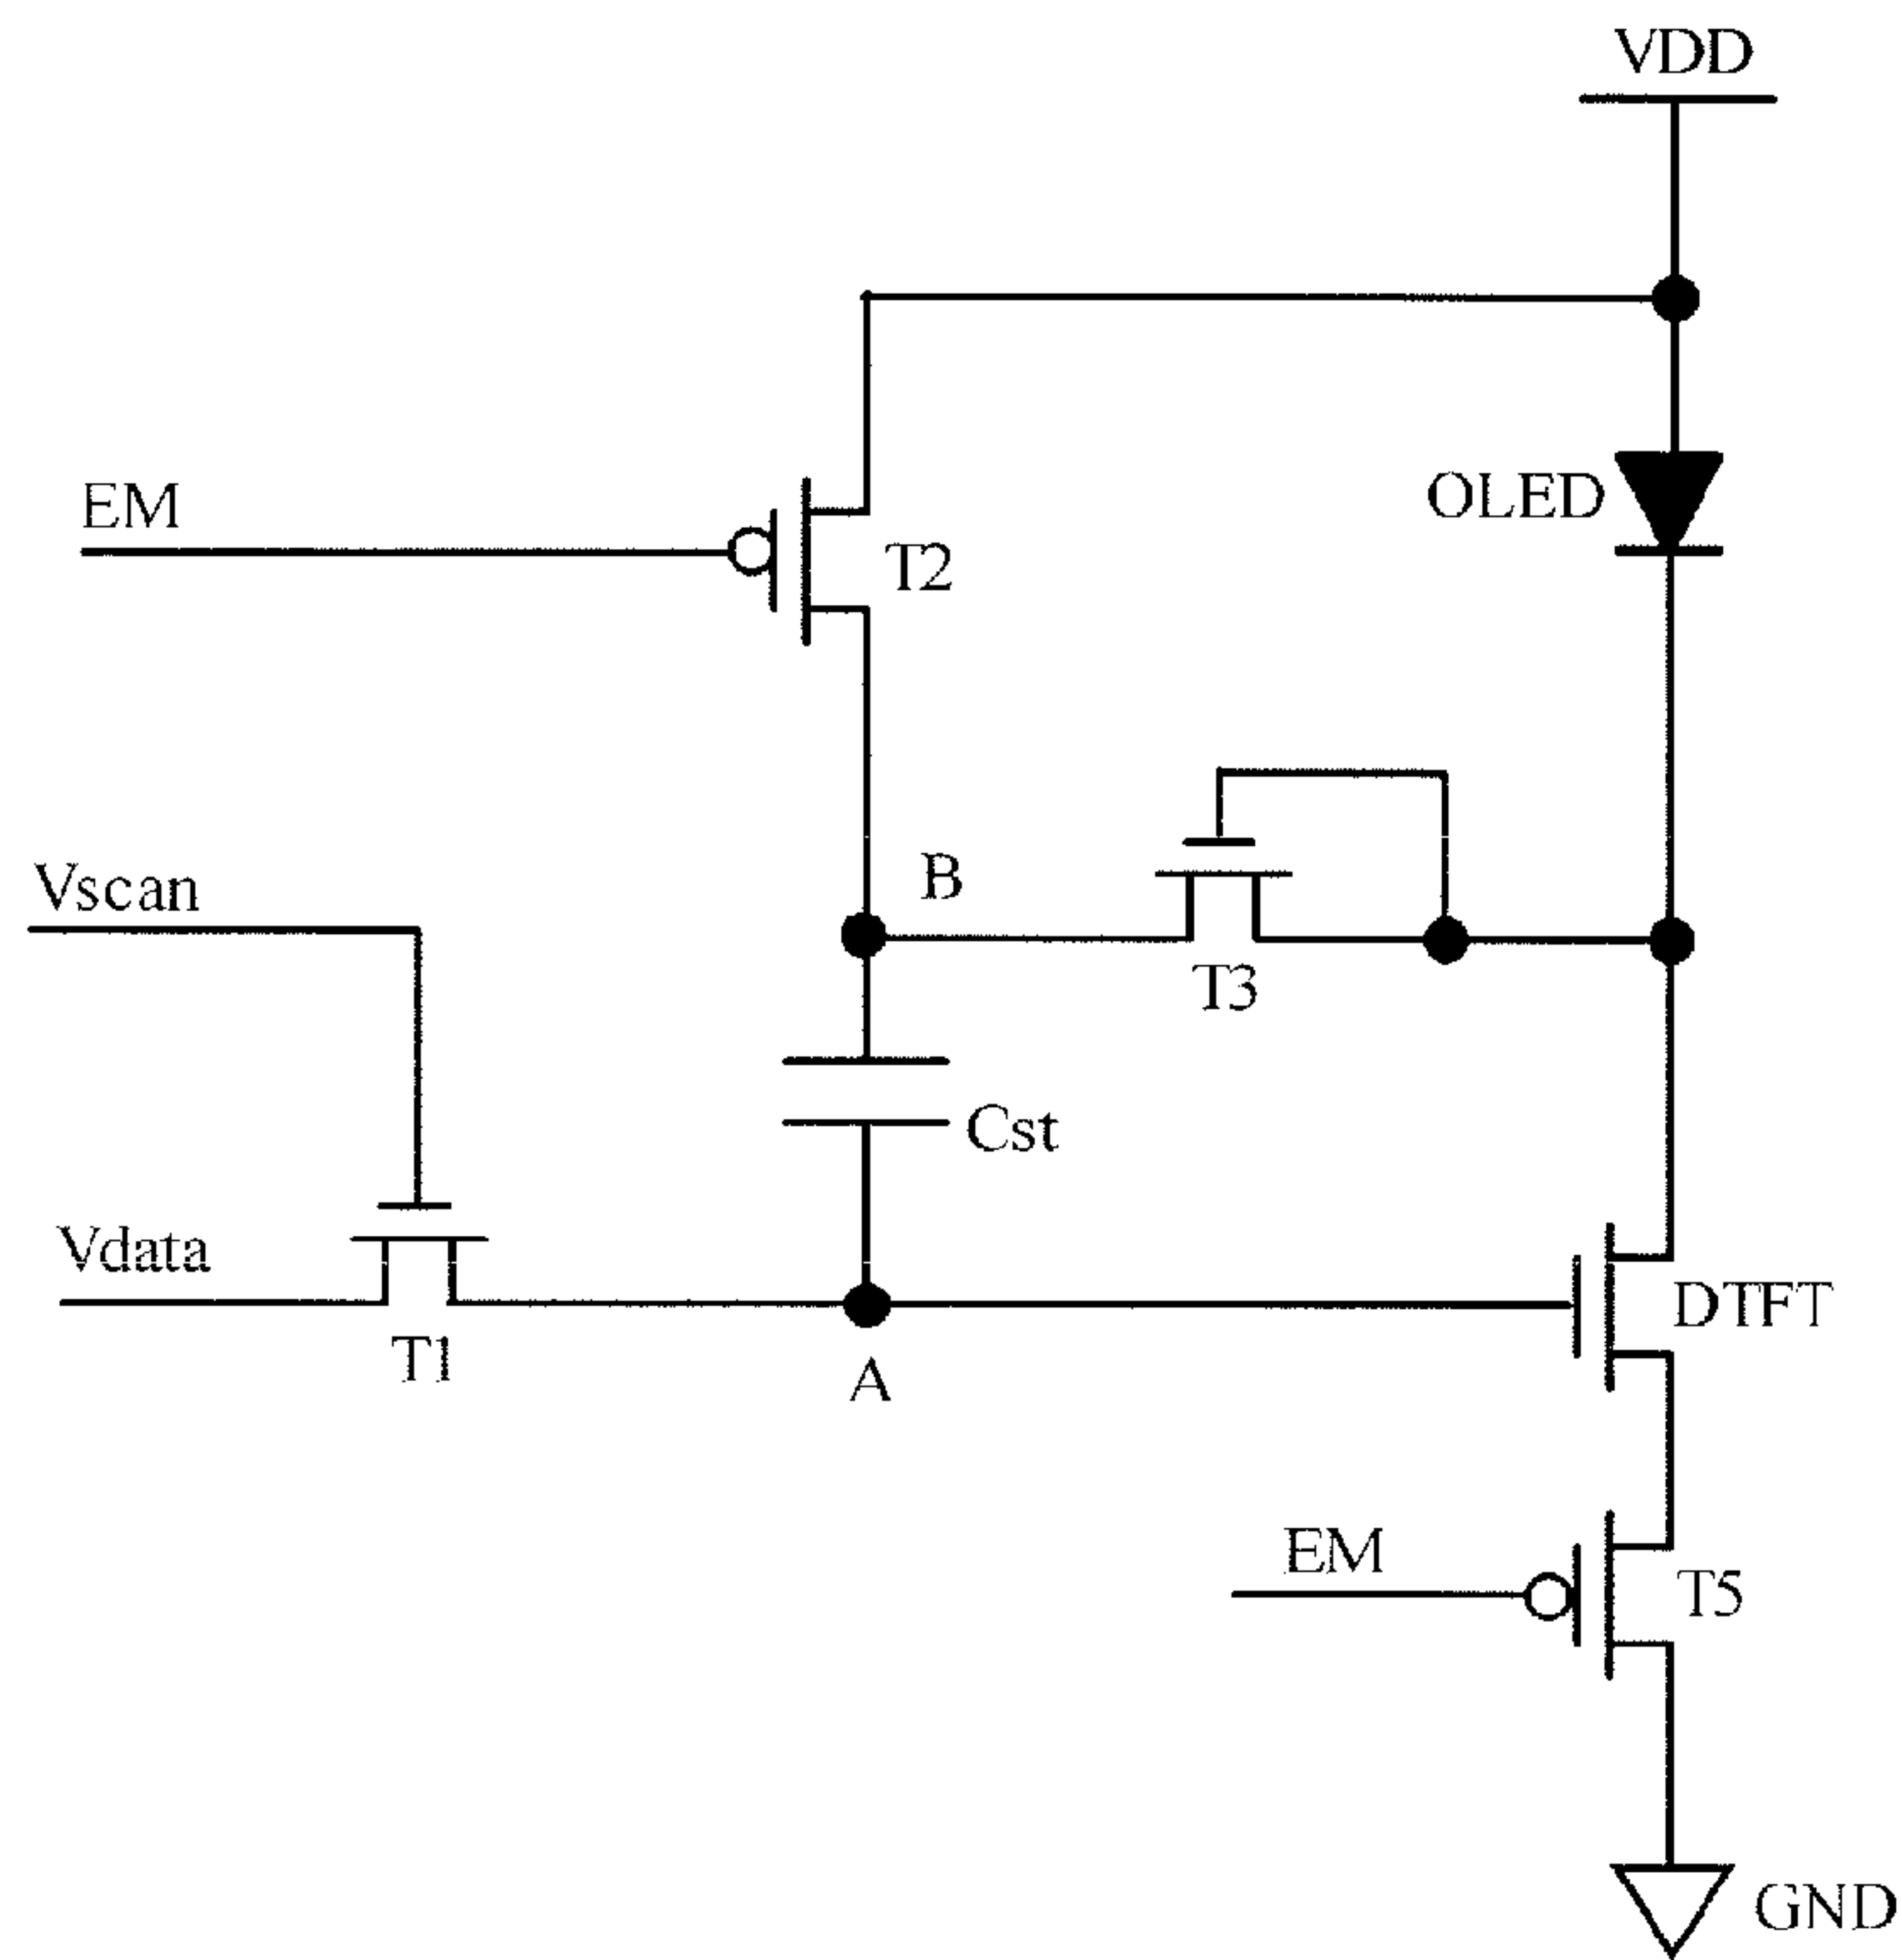 VDD
EM
OLED
T2
Vscan
B
T3
Cst
Vdata
DTFT
T1
A
EM
T5
GND